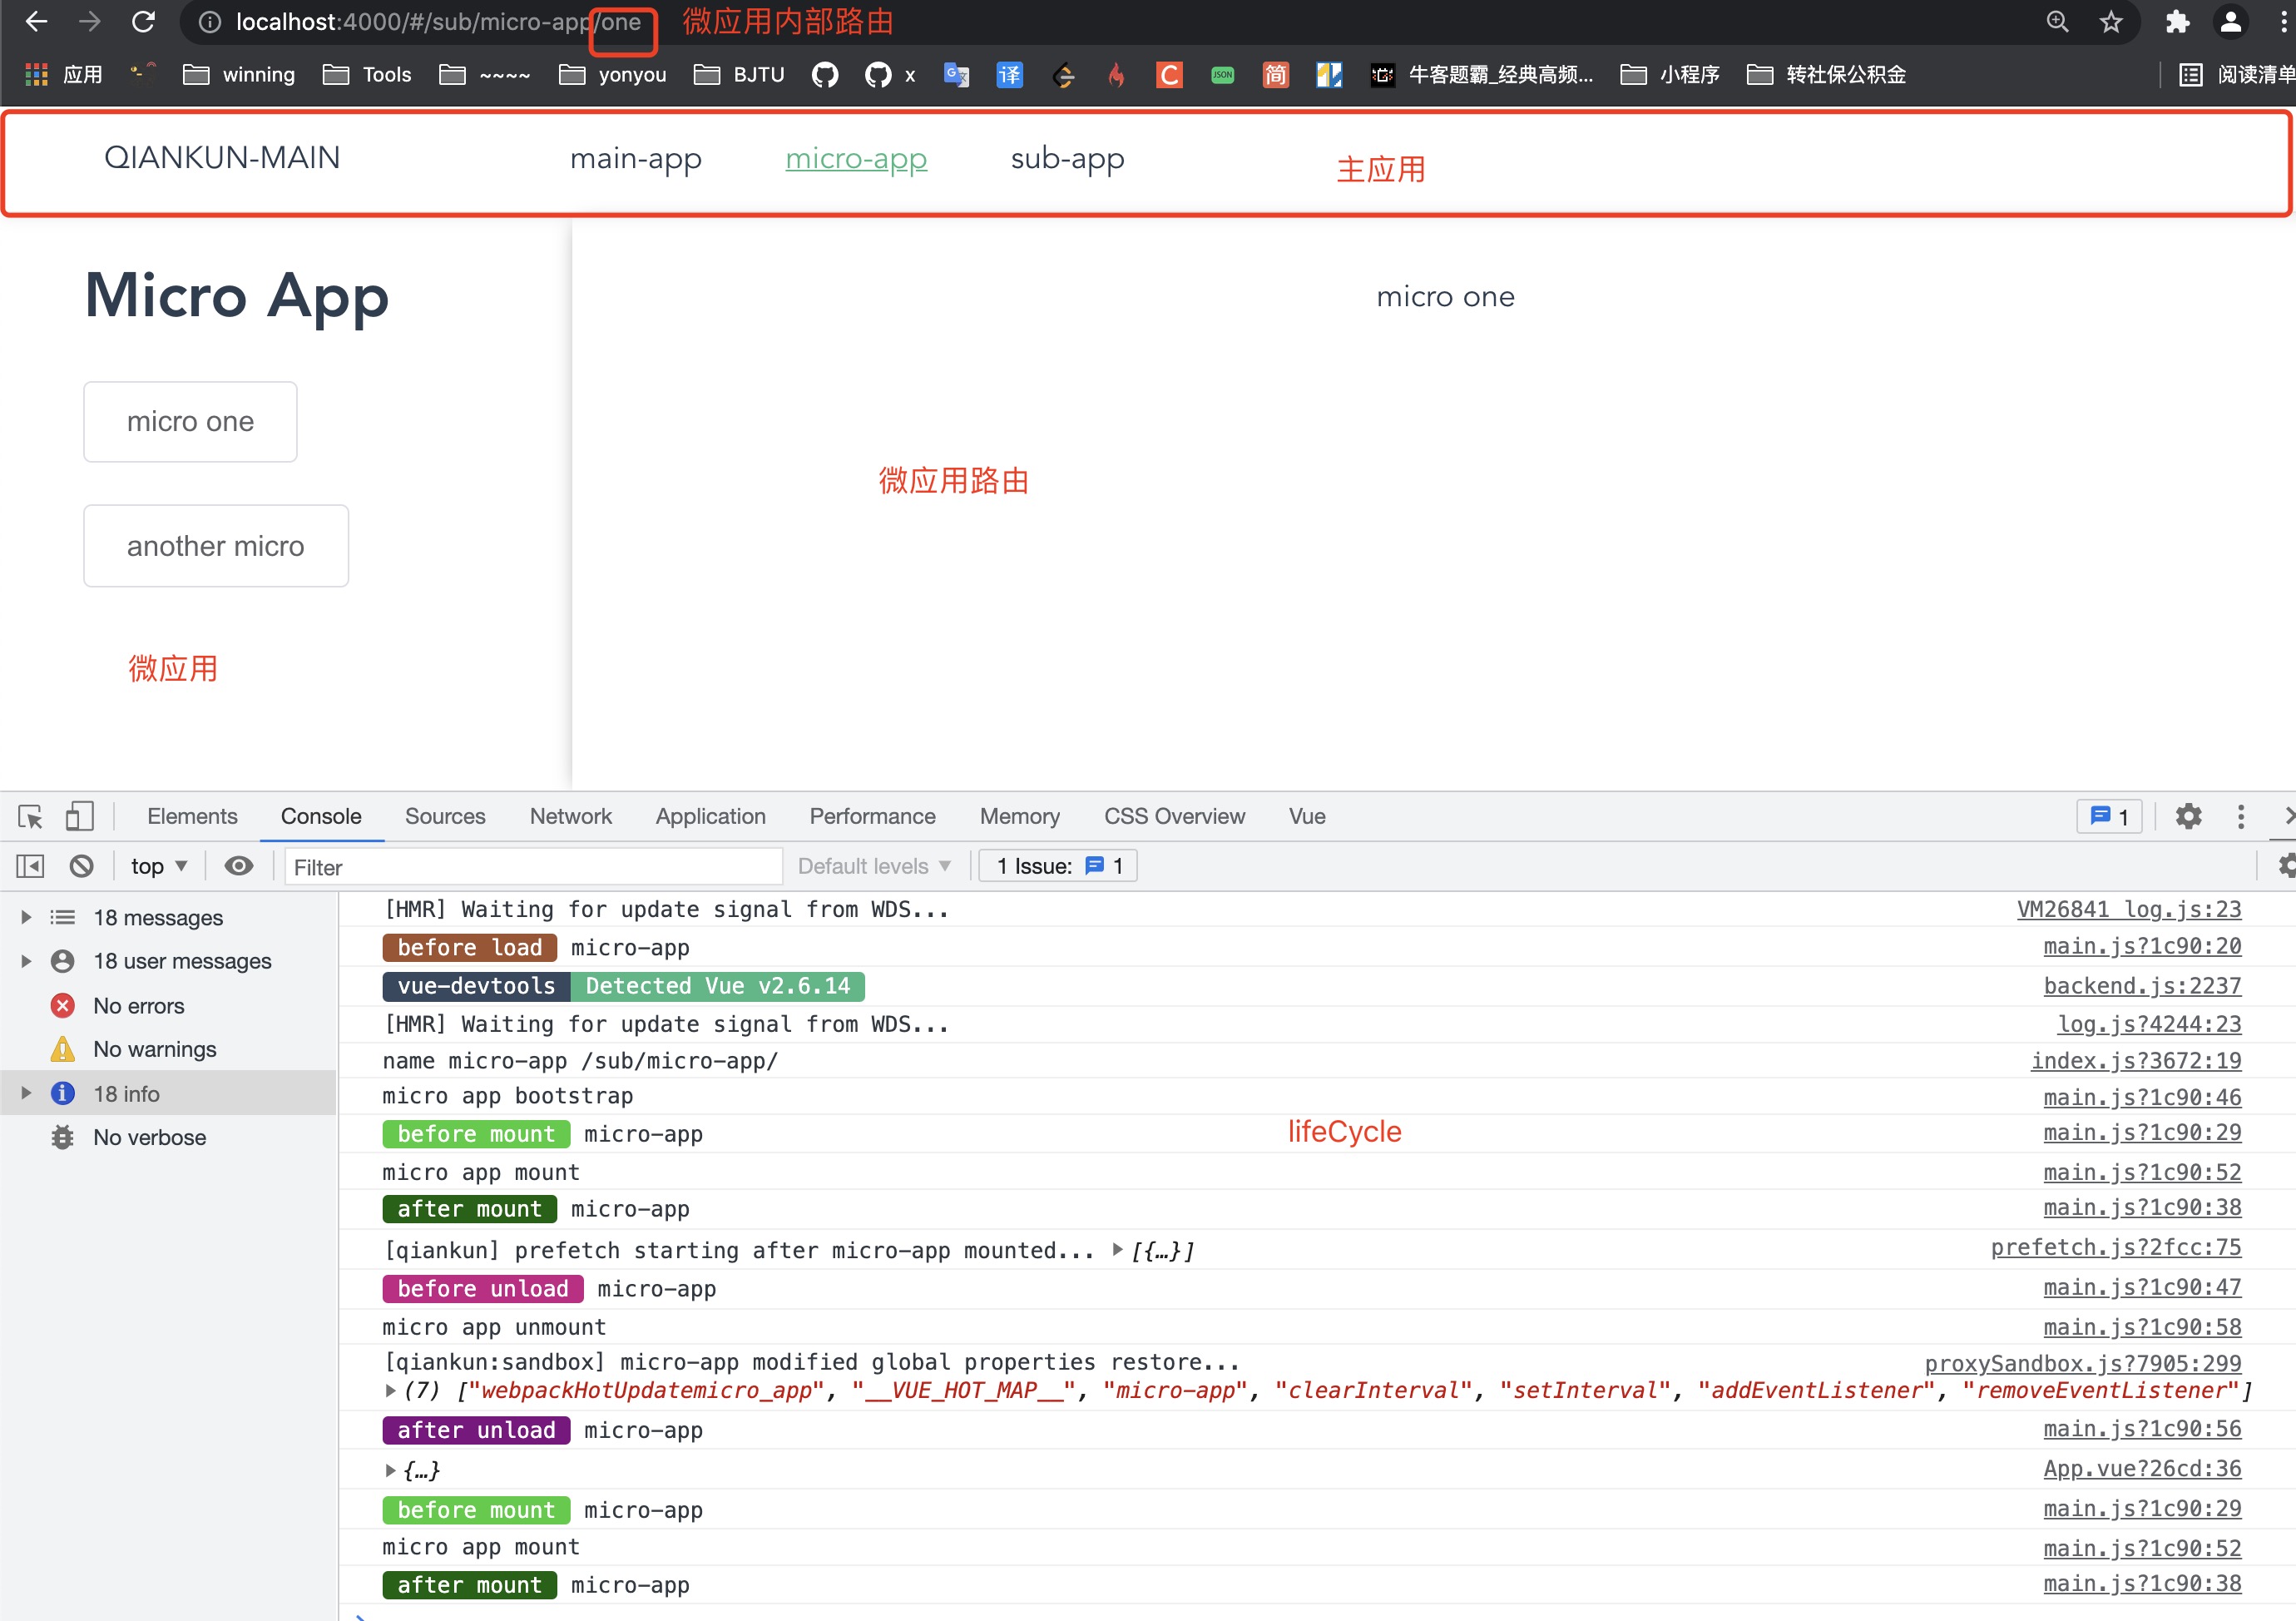 localhost:4000/#/sub/micro-app/one 微应用内部路由
应用 winning Tools ~~~~ yonyou BJTU x 译 C JSON 简 牛客题霸_经典高频... 小程序 转社保公积金 阅读清单
QIANKUN-MAIN main-app micro-app sub-app 主应用
Micro App
micro one
micro one
微应用路由
another micro
微应用
Elements Console Sources Network Application Performance Memory CSS Overview Vue 1
top Filter Default levels 1 Issue: 1
18 messages
18 user messages
No errors
No warnings
18 info
No verbose
[HMR] Waiting for update signal from WDS... VM26841 log.js:23
before load micro-app main.js?1c90:20
vue-devtools Detected Vue v2.6.14 backend.js:2237
[HMR] Waiting for update signal from WDS... log.js?4244:23
name micro-app /sub/micro-app/ index.js?3672:19
micro app bootstrap main.js?1c90:46
before mount micro-app lifeCycle main.js?1c90:29
micro app mount main.js?1c90:52
after mount micro-app main.js?1c90:38
[qiankun] prefetch starting after micro-app mounted... [{…}] prefetch.js?2fcc:75
before unload micro-app main.js?1c90:47
micro app unmount main.js?1c90:58
[qiankun:sandbox] micro-app modified global properties restore... proxySandbox.js?7905:299
(7) ["webpackHotUpdatemicro_app", "__VUE_HOT_MAP__", "micro-app", "clearInterval", "setInterval", "addEventListener", "removeEventListener"]
after unload micro-app main.js?1c90:56
{…} App.vue?26cd:36
before mount micro-app main.js?1c90:29
micro app mount main.js?1c90:52
after mount micro-app main.js?1c90:38